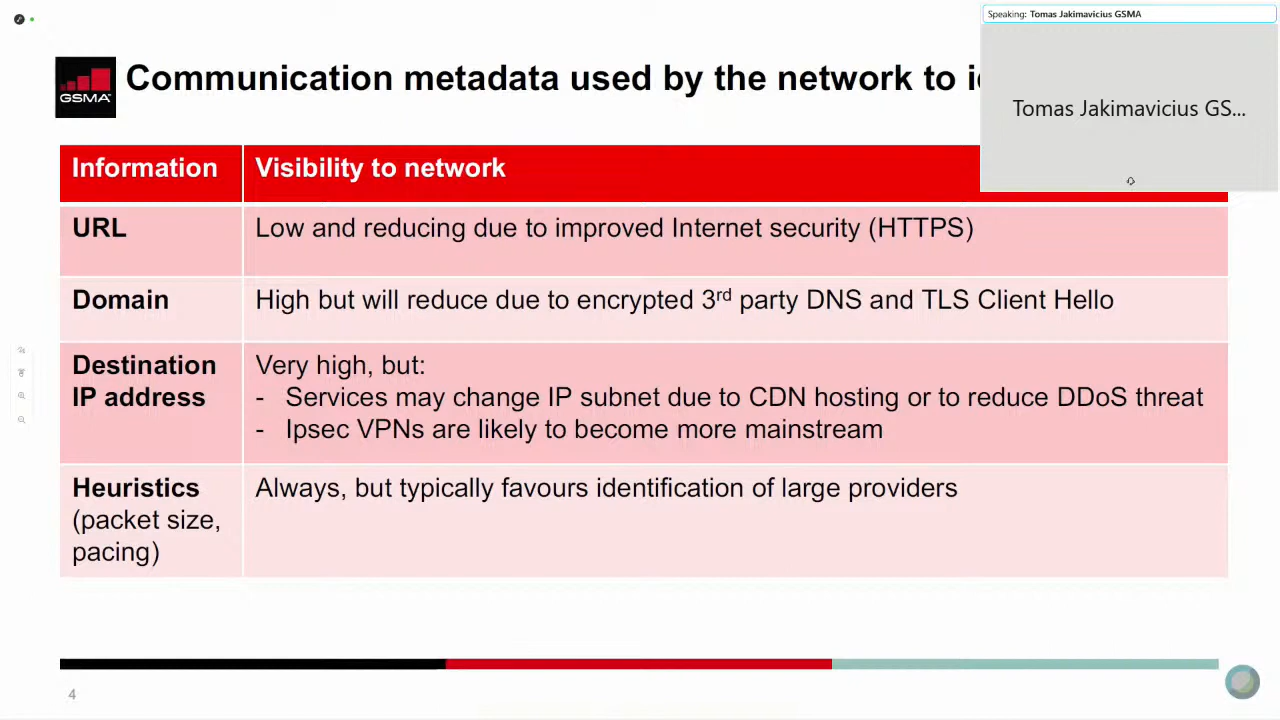 Speaking: Tomas Jakimavicius GSMA
Tomas Jakimavicius GS...
GSMA
Communication metadata used by the network to
Information
Visibility to network
URL
Low and reducing due to improved Internet security (HTTPS)
Domain
High but will reduce due to encrypted 3rd party DNS and TLS Client Hello
Destination
IP address
Very high, but:
- Services may change IP subnet due to CDN hosting or to reduce DDoS threat
- Ipsec VPNs are likely to become more mainstream
Heuristics
(packet size,
pacing)
Always, but typically favours identification of large providers
4